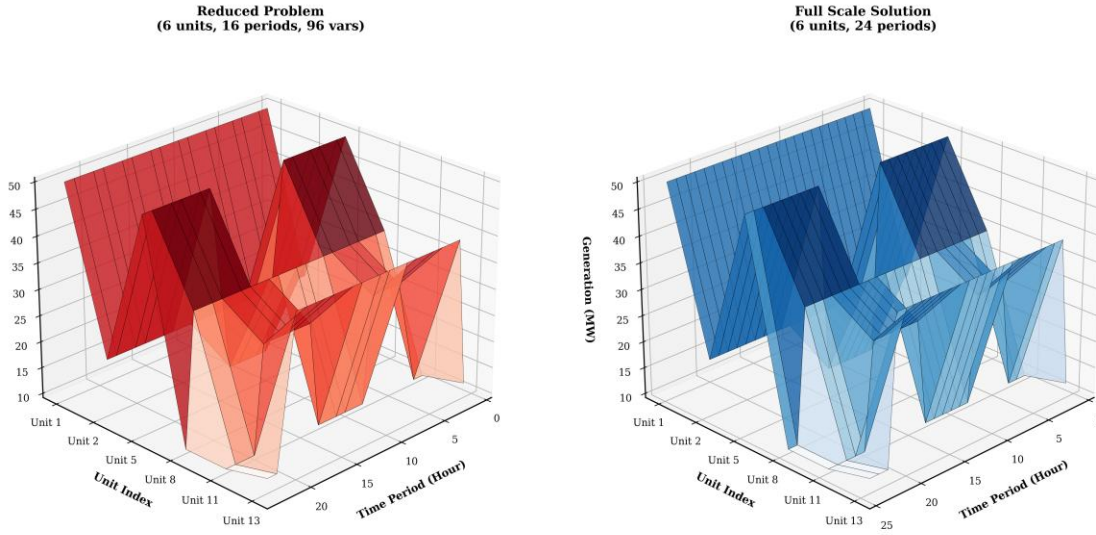 Reduced Problem
(6 units, 16 periods, 96 vars)
50
45
40
35
30
25
20
15
10
Unit 1
Unit 2
Unit 5
Unit 8
Unit 11
Unit 13
Unit Index
0
5
10
15
20
Time Period (Hour)
Generation (MW)
Full Scale Solution
(6 units, 24 periods)
50
45
40
35
30
25
20
15
10
Unit 1
Unit 2
Unit 5
Unit 8
Unit 11
Unit 13
Unit Index
5
10
15
20
25
Time Period (Hour)